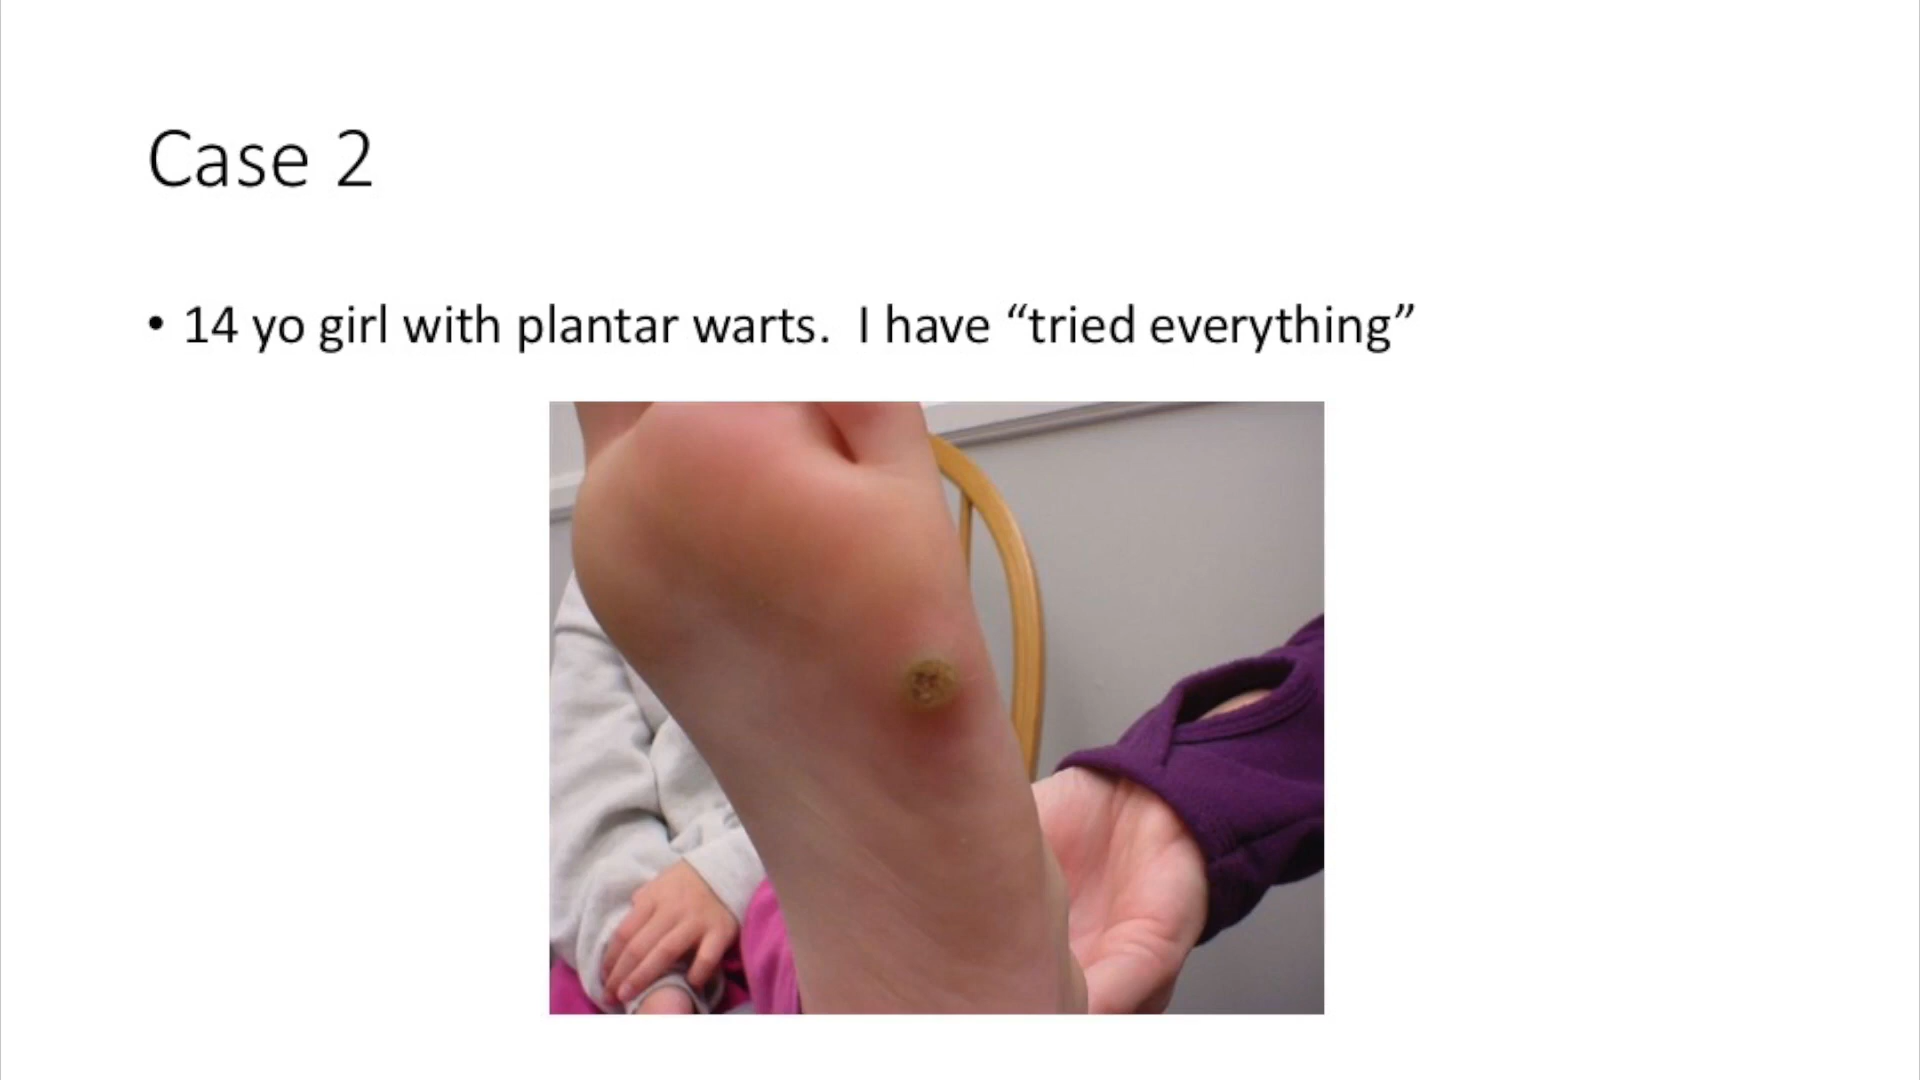 Case 2
• 14 yo girl with plantar warts.  I have “tried everything”